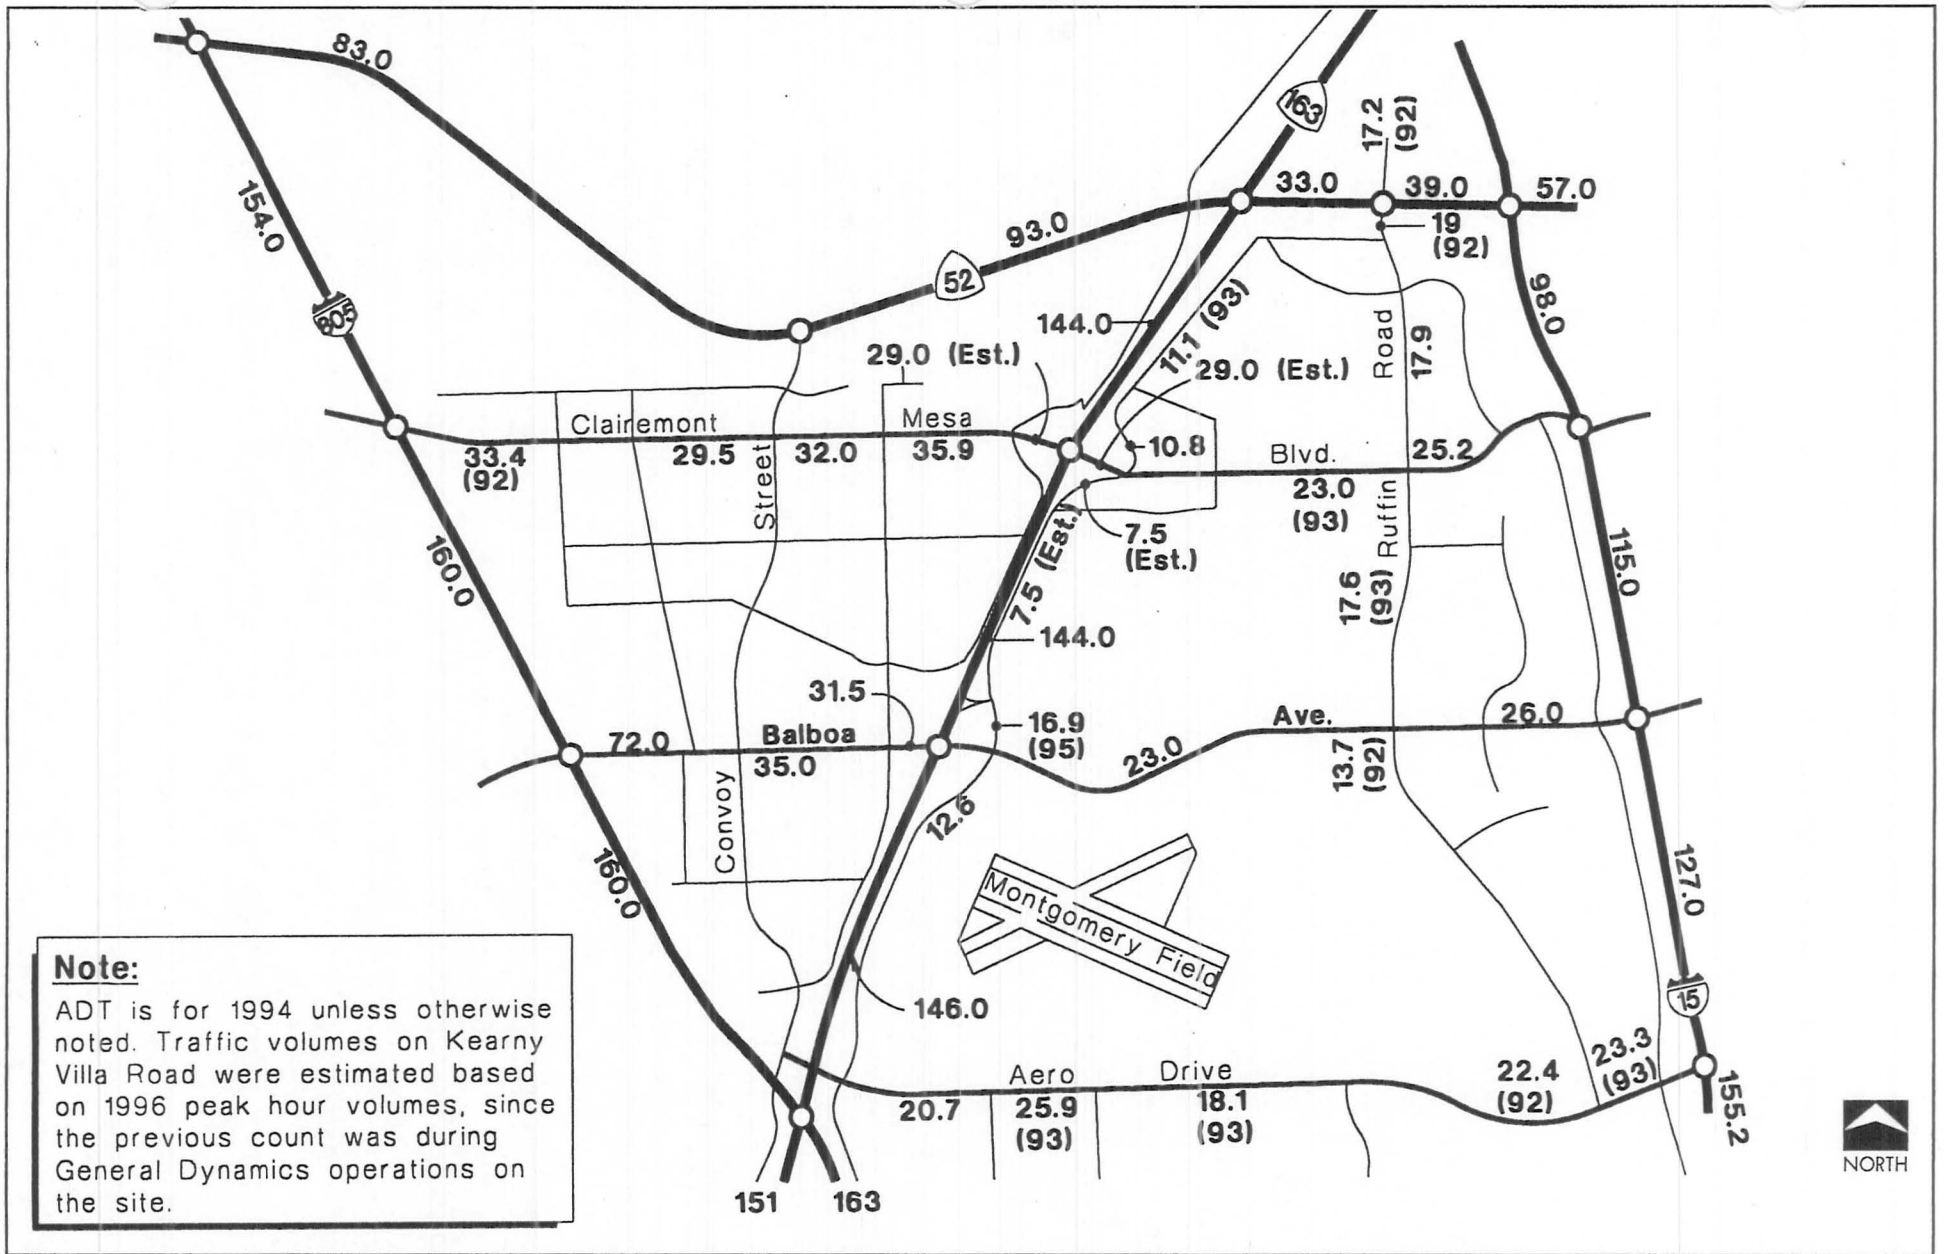 83.0
163
17.2
(92)
33.0
39.0
57.0
154.0
93.0
19
(92)
52
98.0
805
144.0
11.1 (93)
Road
17.9
29.0 (Est.)
29.0 (Est.)
Clairemont
Mesa
33.4
(92)
29.5
32.0
35.9
10.8
Blvd.
25.2
Street
23.0
(93)
Ruffin
7.5
(Est.)
160.0
7.5 (Est.)
115.0
17.6
(93)
144.0
31.5
16.9
(95)
72.0
Balboa
35.0
Ave.
26.0
23.0
13.7
(92)
Convoy
12.6
160.0
127.0
Montgomery Field
146.0
15
Note:
ADT is for 1994 unless otherwise
noted. Traffic volumes on Kearny
Villa Road were estimated based
on 1996 peak hour volumes, since
the previous count was during
General Dynamics operations on
the site.
Aero Drive
20.7
25.9
(93)
18.1
(93)
22.4
(92)
23.3
(93)
155.2
151
163
NORTH